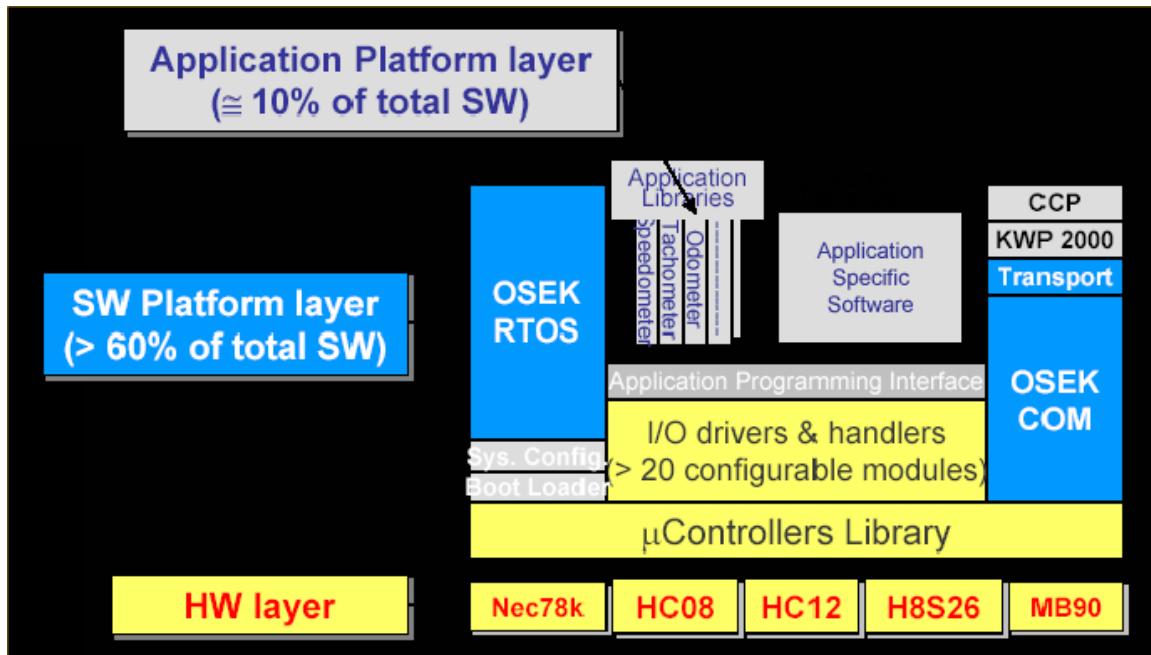 Application Platform layer
(≅ 10% of total SW)
Application
Libraries
Speedometer
Tachometer
Odometer
----------------
Application
Specific
Software
CCP
KWP 2000
Transport
OSEK
RTOS
SW Platform layer
(> 60% of total SW)
Application Programming Interface
OSEK
COM
I/O drivers & handlers
(> 20 configurable modules)
Sys. Config.
Boot Loader
µControllers Library
HW layer
Nec78k
HC08
HC12
H8S26
MB90